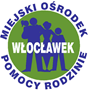 MIEJSKI OŚRODEK
WŁOCŁAWEK
POMOCY RODZINIE